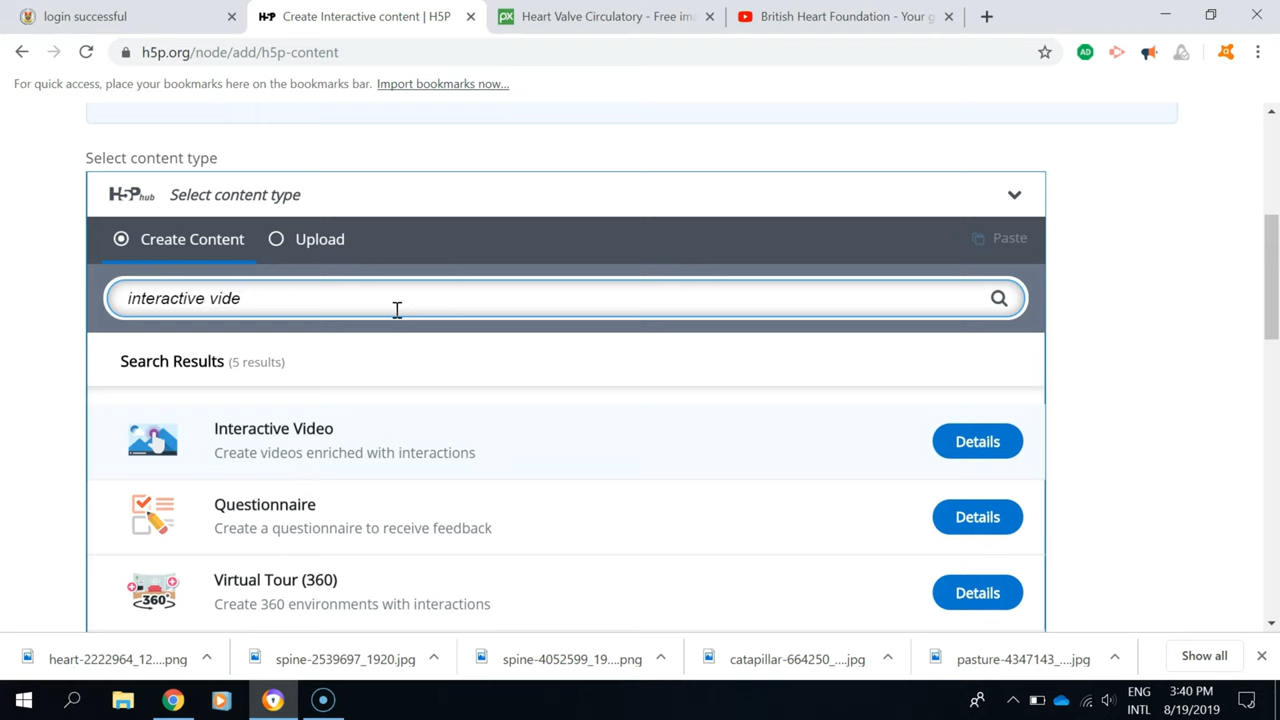 login successful
H-P Create Interactive content | H5P
Heart Valve Circulatory - Free im
British Heart Foundation - Your g
h5p.org/node/add/h5p-content
For quick access, place your bookmarks here on the bookmarks bar. Import bookmarks now...
Select content type
H5P hub Select content type
Create Content
Upload
Paste
interactive vide
Search Results (5 results)
Interactive Video
Create videos enriched with interactions
Details
Questionnaire
Create a questionnaire to receive feedback
Details
Virtual Tour (360)
Create 360 environments with interactions
Details
360°
heart-2222964_12....png
spine-2539697_1920.jpg
spine-4052599_19....png
catapillar-664250_....jpg
pasture-4347143_....jpg
Show all
ENG
INTL
3:40 PM
8/19/2019